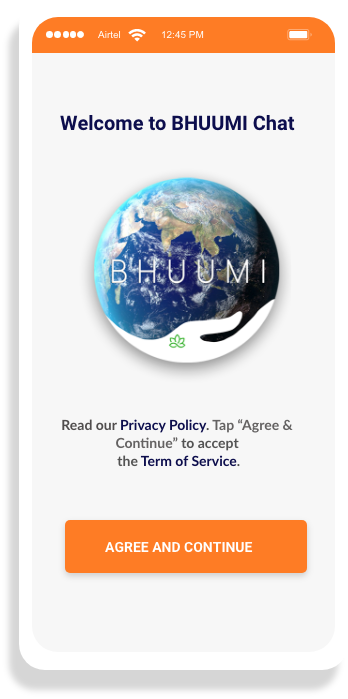 Airtel 12:45 PM
Welcome to BHUUMI Chat
BHUUMI
Read our Privacy Policy. Tap “Agree &
Continue” to accept
the Term of Service.
AGREE AND CONTINUE